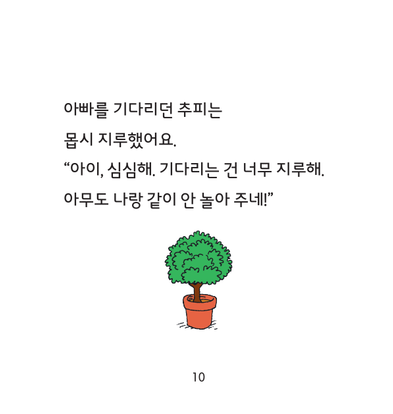 아빠를 기다리던 추피는
몹시 지루했어요.
“아이, 심심해. 기다리는 건 너무 지루해.
아무도 나랑 같이 안 놀아 주네!”
10